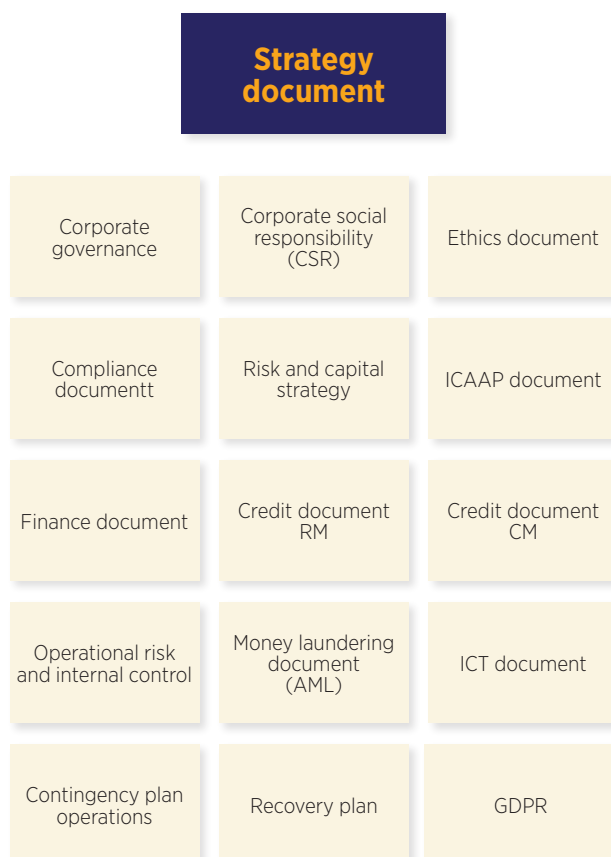 Strategy
document
Corporate
governance
Corporate social
responsibility
(CSR)
Ethics document
Compliance
documentt
Risk and capital
strategy
ICAAP document
Finance document
Credit document
RM
Credit document
CM
Operational risk
and internal control
Money laundering
document
(AML)
ICT document
Contingency plan
operations
Recovery plan
GDPR